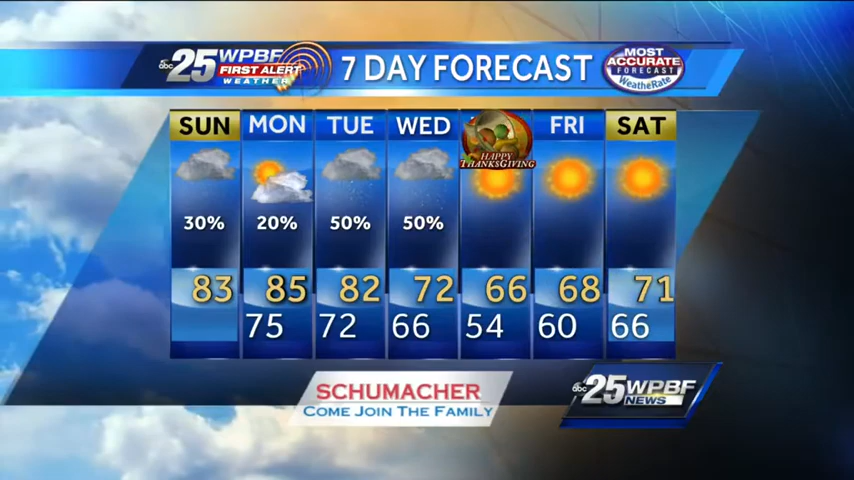 abc 25 WPBF
FIRST ALERT
WEATHER
7 DAY FORECAST
MOST
ACCURATE
FORECAST
WeatheRate
SUN MON TUE WED FRI SAT
HAPPY
THANKSGIVING
30% 20% 50% 50%
83 85 82 72 66 68 71
75 72 66 54 60 66
SCHUMACHER
COME JOIN THE FAMILY
abc 25 WPBF
NEWS